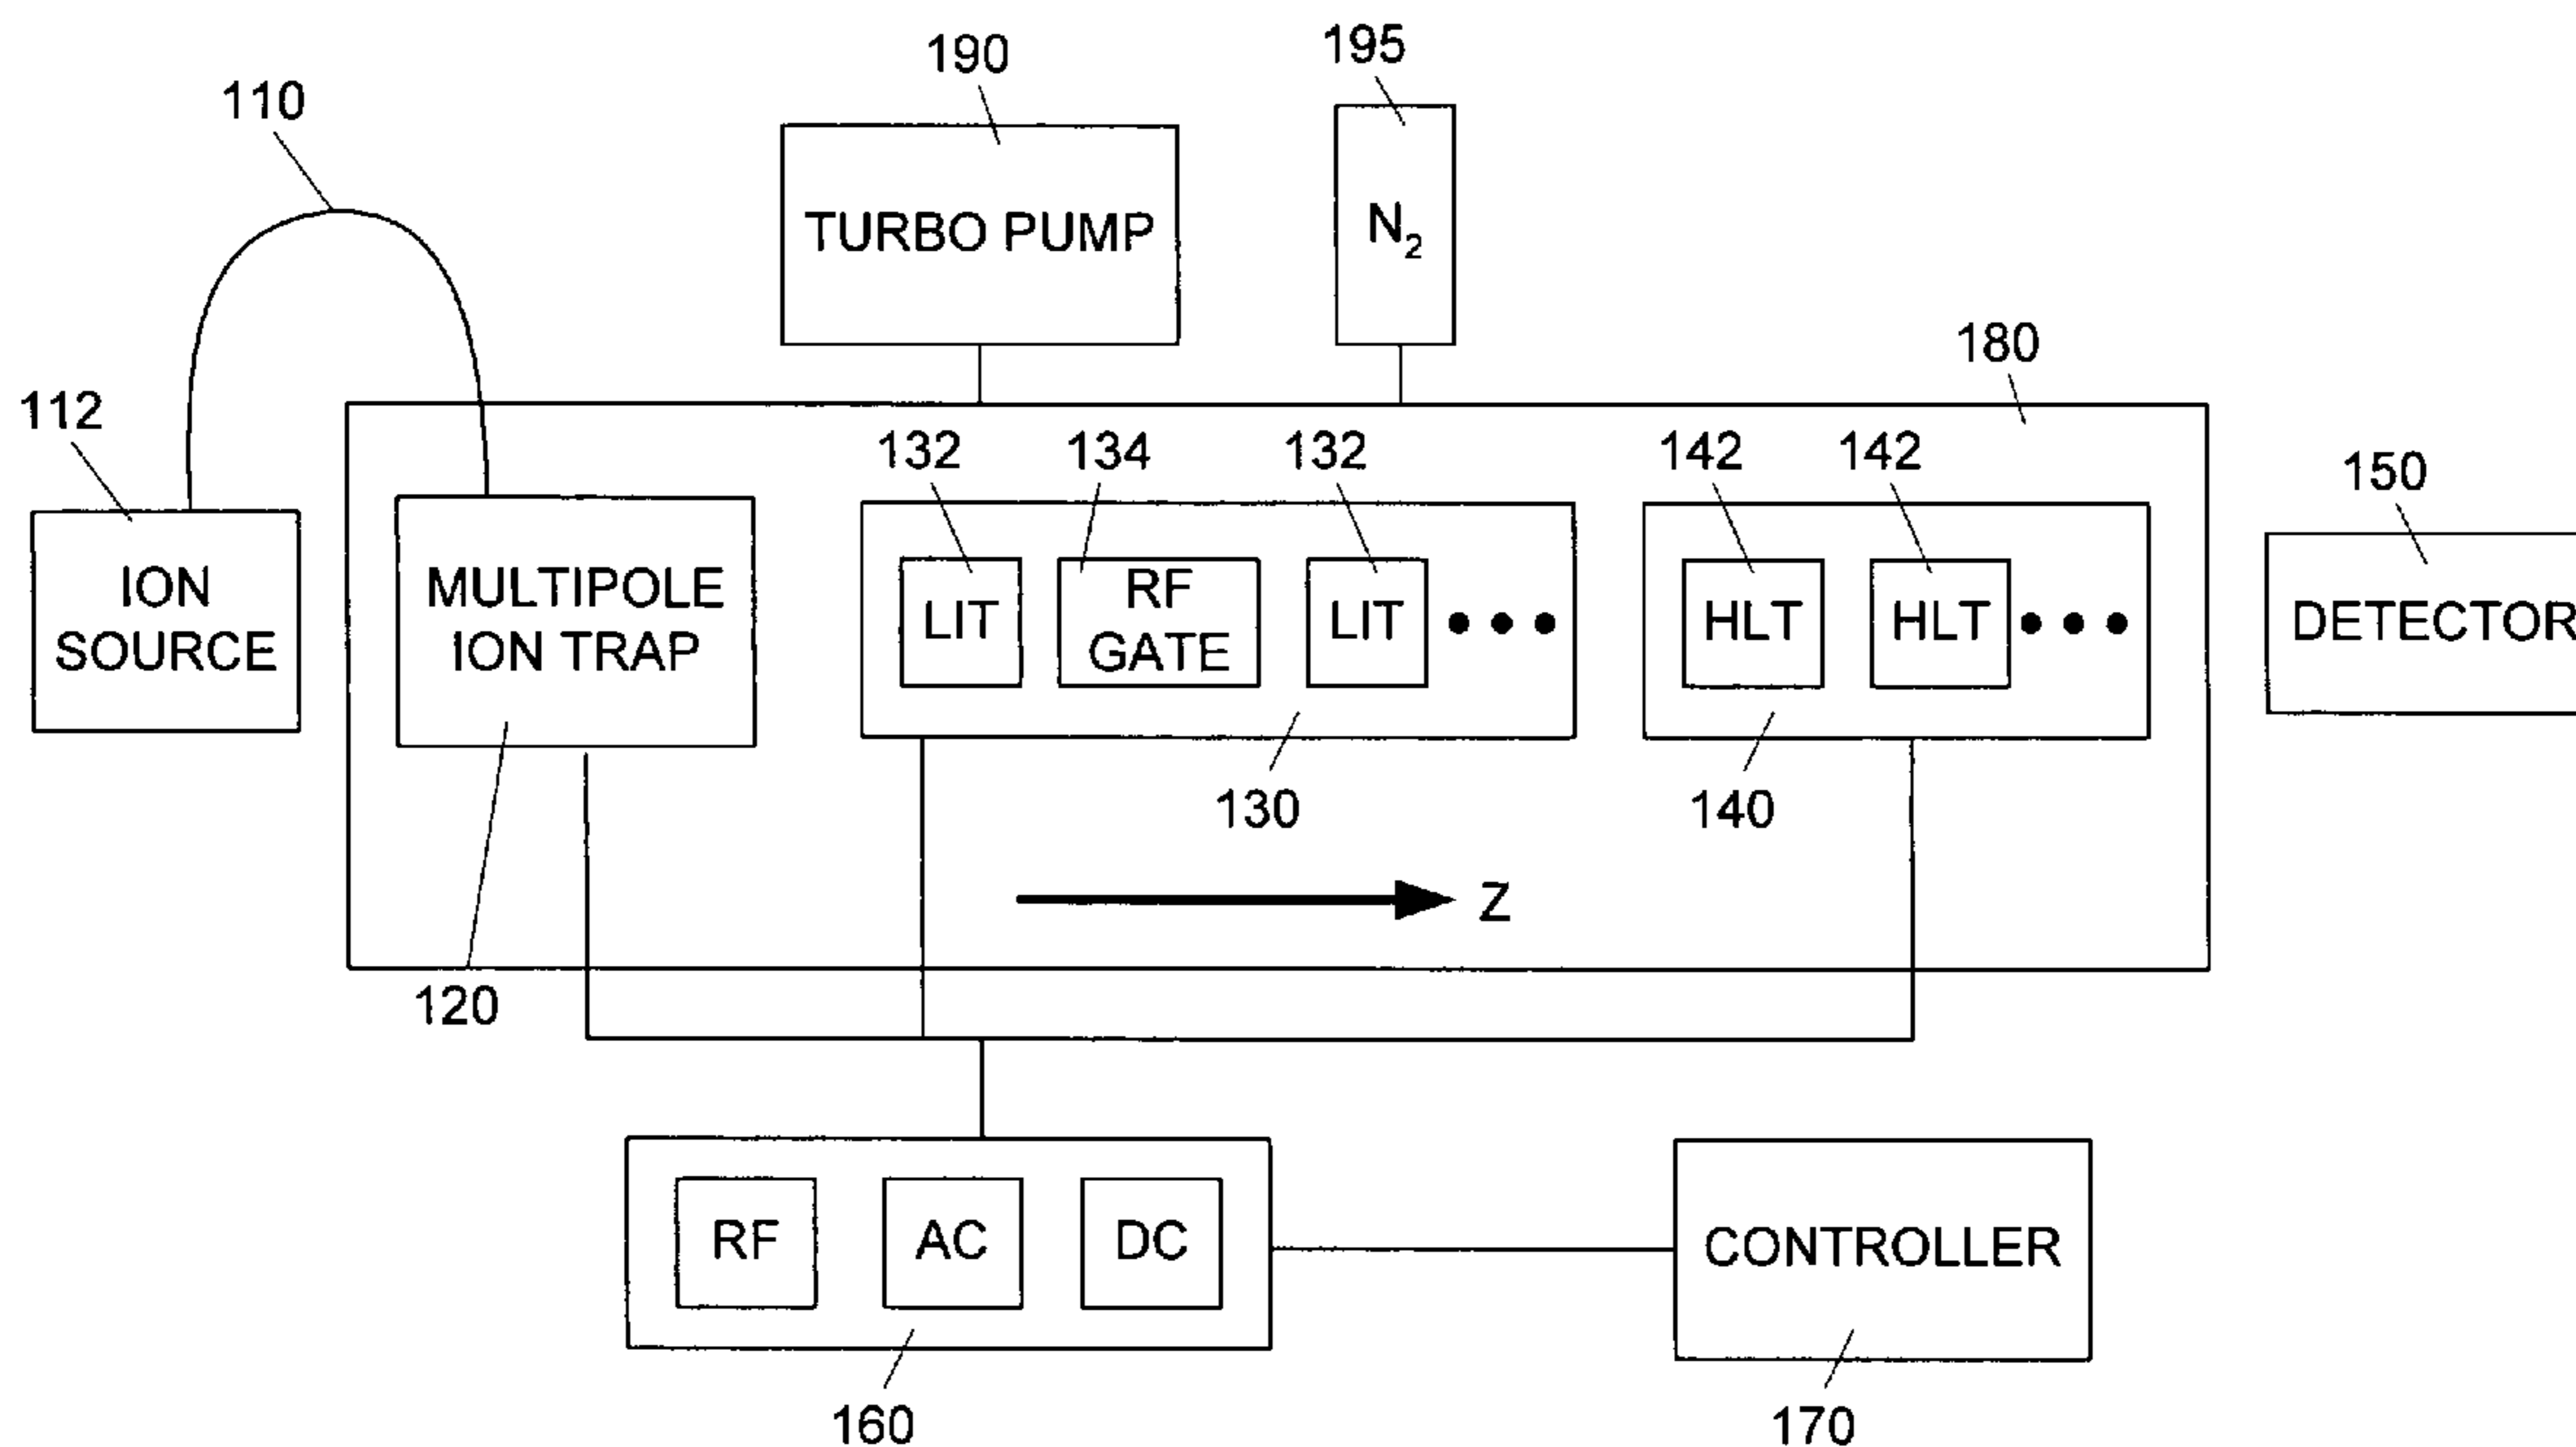 195
190
110
TURBO PUMP
N₂
180
112
132
134
132
142
142
150
ION
SOURCE
MULTIPOLE
ION TRAP
LIT
RF
GATE
LIT
HLT
HLT
DETECTOR
130
140
Z
120
RF
AC
DC
CONTROLLER
160
170